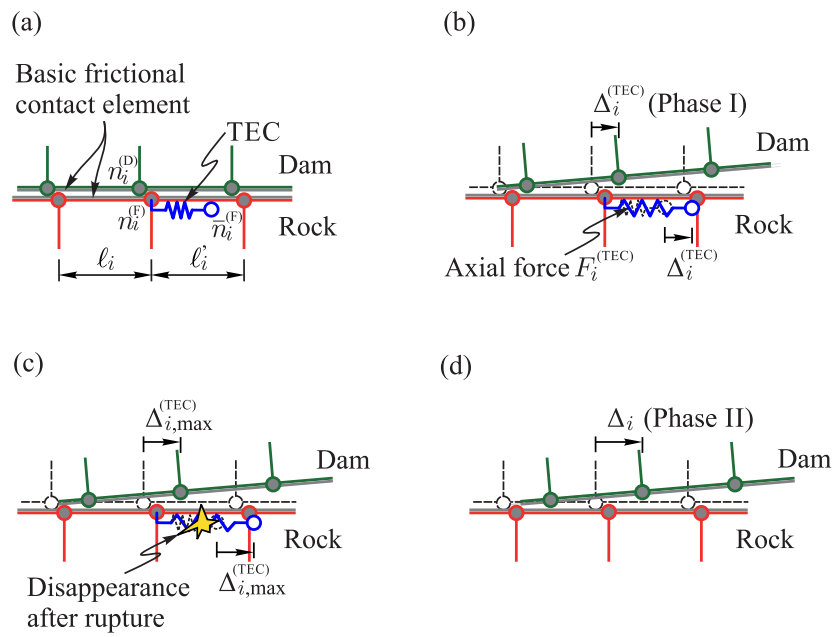 (a)
Basic frictional
contact element
TEC
n_i^(D)
Dam
n_i^(F)
n̄_i^(F)
Rock
ℓ_i
ℓ'_i
(b)
Δ_i^(TEC) (Phase I)
Dam
Rock
Axial force F_i^(TEC)
Δ_i^(TEC)
(c)
Δ_i,max^(TEC)
Dam
Rock
Disappearance
after rupture
Δ_i,max^(TEC)
(d)
Δ_i (Phase II)
Dam
Rock